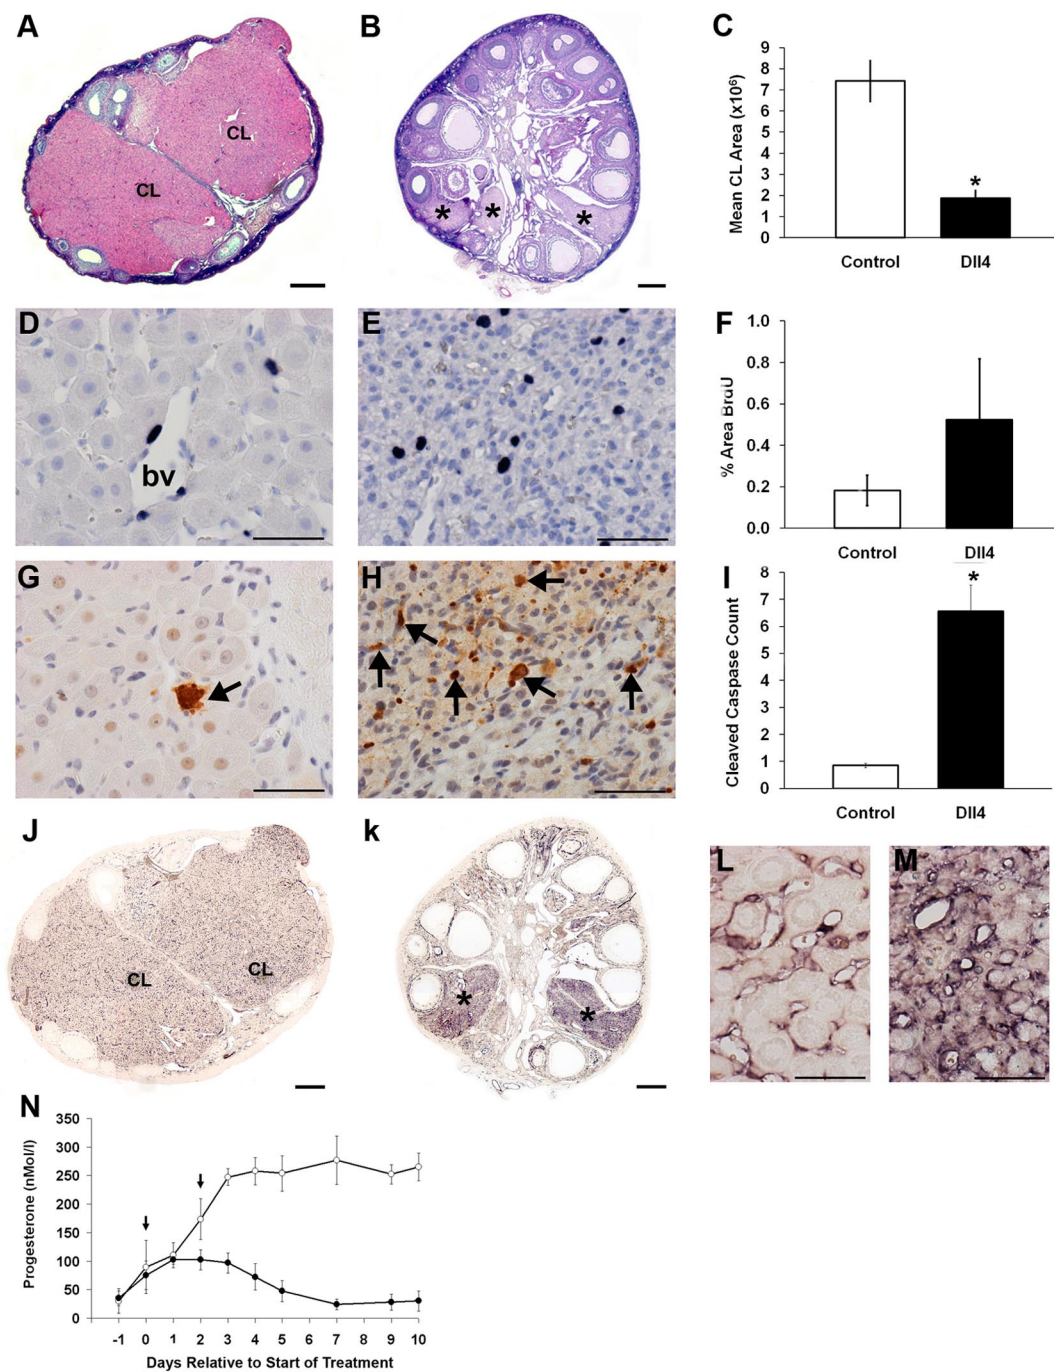 A
B
C
CL
CL
*
*
*
Mean CL Area (x10⁶)
9
8
7
6
5
4
3
2
1
0
*
Control
Dll4
D
bv
E
F
% Area BrdU
1.0
0.8
0.6
0.4
0.2
0.0
Control
Dll4
G
H
I
Cleaved Caspase Count
8
7
6
5
4
3
2
1
0
*
Control
Dll4
J
CL
CL
k
*
*
L
M
N
Progesterone (nMol/l)
350
300
250
200
150
100
50
0
-1 0 1 2 3 4 5 6 7 8 9 10
Days Relative to Start of Treatment